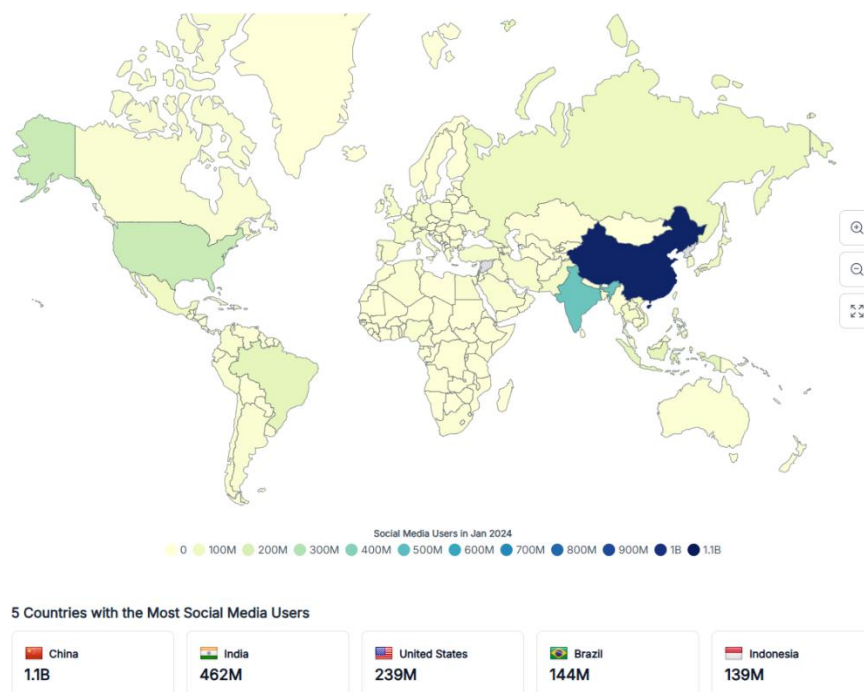 Social Media Users in Jan 2024
0 100M 200M 300M 400M 500M 600M 700M 800M 900M 1B 1.1B
5 Countries with the Most Social Media Users
China India United States Brazil Indonesia
1.1B 462M 239M 144M 139M